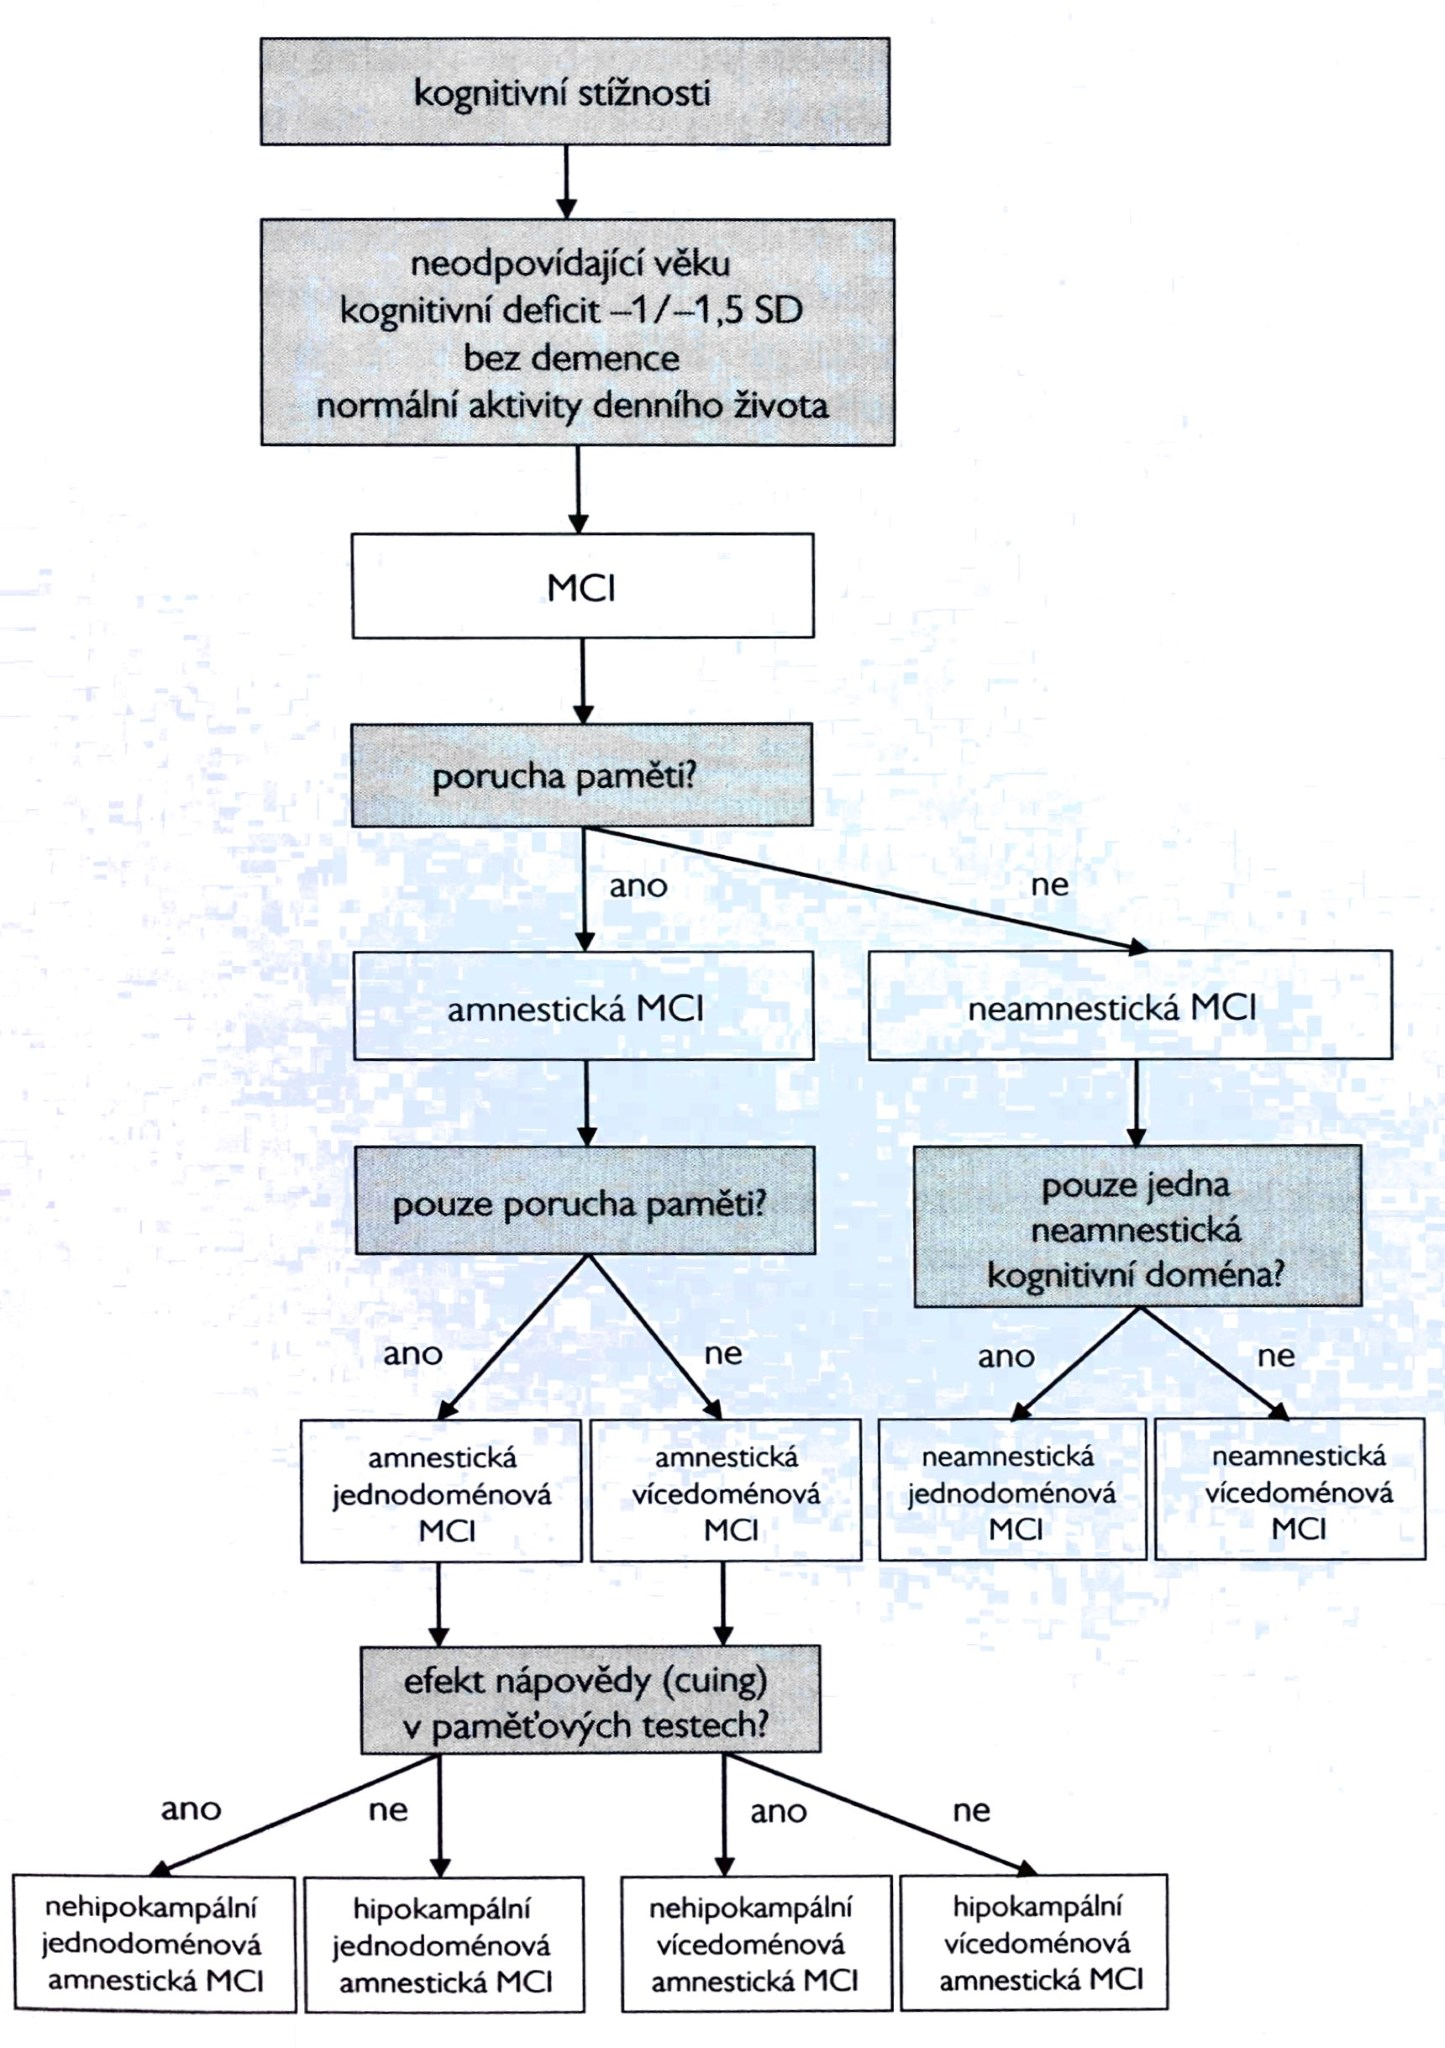 kognitivní stížnosti
neodpovídající věku
kognitivní deficit –1/–1,5 SD
bez demence
normální aktivity denního života
MCI
porucha paměti?
ano
ne
amnestická MCI
neamnestická MCI
pouze porucha paměti?
pouze jedna
neamnestická
kognitivní doména?
ano
ne
ano
ne
amnestická
jednodoménová
MCI
amnestická
vícedoménová
MCI
neamnestická
jednodoménová
MCI
neamnestická
vícedoménová
MCI
efekt nápovědy (cuing)
v paměťových testech?
ano
ne
ano
ne
nehipokampální
jednodoménová
amnestická MCI
hipokampální
jednodoménová
amnestická MCI
nehipokampální
vícedoménová
amnestická MCI
hipokampální
vícedoménová
amnestická MCI